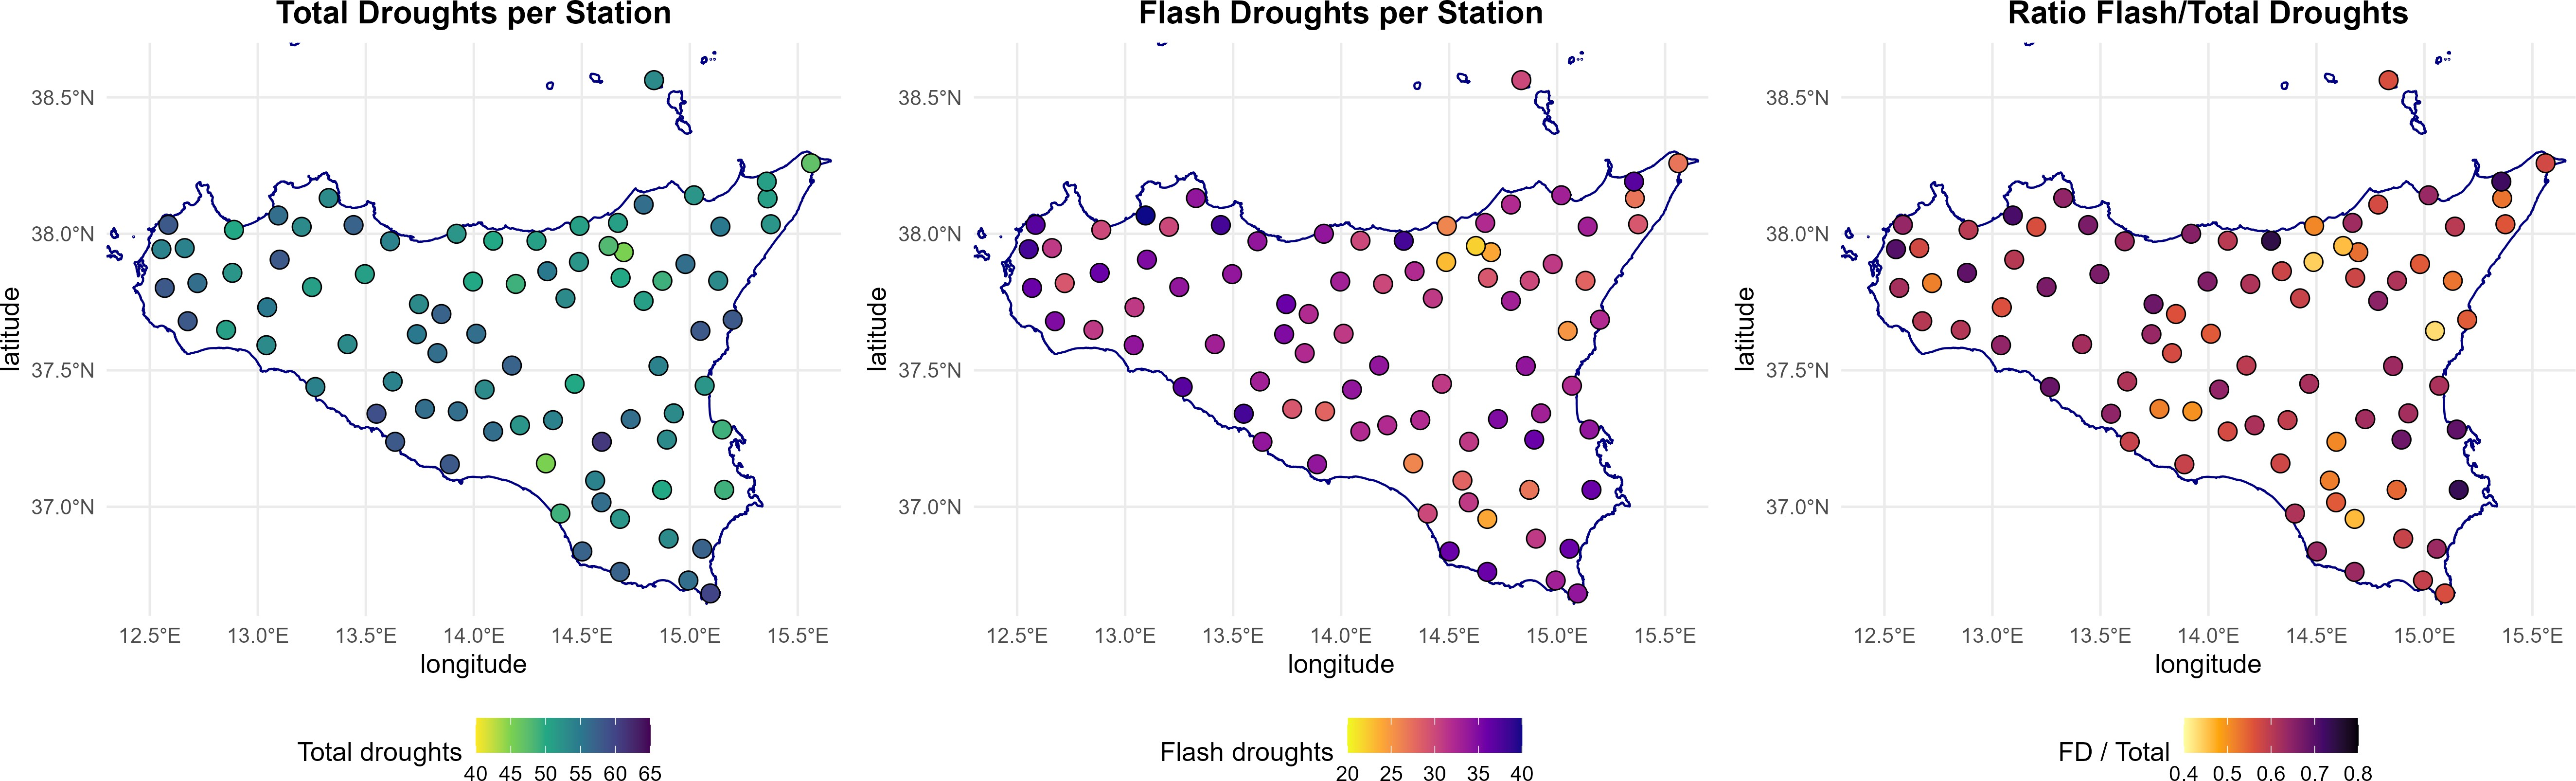 Total Droughts per Station
38.5°N
38.0°N
37.5°N
37.0°N
latitude
12.5°E 13.0°E 13.5°E 14.0°E 14.5°E 15.0°E 15.5°E
longitude
Total droughts
40 45 50 55 60 65
Flash Droughts per Station
38.5°N
38.0°N
37.5°N
37.0°N
latitude
12.5°E 13.0°E 13.5°E 14.0°E 14.5°E 15.0°E 15.5°E
longitude
Flash droughts
20 25 30 35 40
Ratio Flash/Total Droughts
38.5°N
38.0°N
37.5°N
37.0°N
latitude
12.5°E 13.0°E 13.5°E 14.0°E 14.5°E 15.0°E 15.5°E
longitude
FD / Total
0.4 0.5 0.6 0.7 0.8